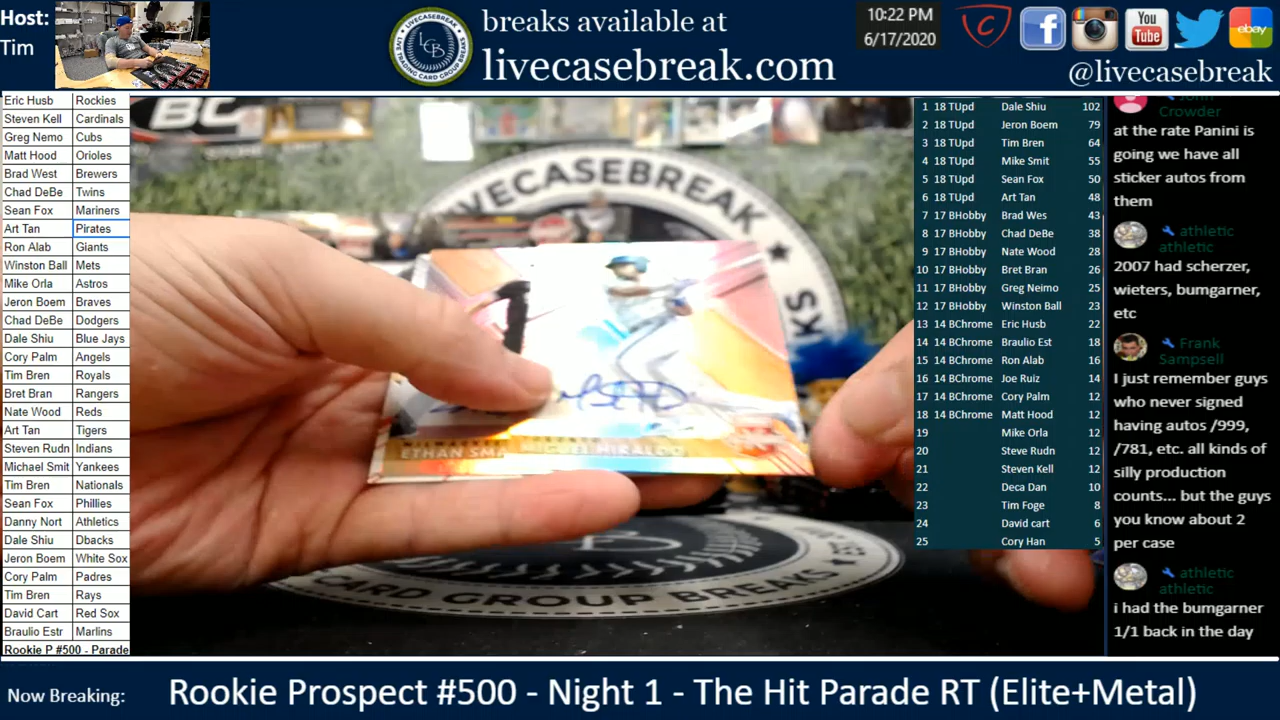 Host:
Tim
LCB
breaks available at
livecasebreak.com
10:22 PM
6/17/2020
You
Tube
ebay
@livecasebreak
Eric Husb Rockies
Steven Kell Cardinals
Greg Nemo Cubs
Matt Hood Orioles
Brad West Brewers
Chad DeBe Twins
Sean Fox Mariners
Art Tan Pirates
Ron Alab Giants
Winston Ball Mets
Mike Orla Astros
Jeron Boem Braves
Chad DeBe Dodgers
Dale Shiu Blue Jays
Cory Palm Angels
Tim Bren Royals
Bret Bran Rangers
Nate Wood Reds
Art Tan Tigers
Steven Rudn Indians
Michael Smit Yankees
Tim Bren Nationals
Sean Fox Phillies
Danny Nort Athletics
Dale Shiu Dbacks
Jeron Boem White Sox
Cory Palm Padres
Tim Bren Rays
David Cart Red Sox
Braulio Estr Marlins
Rookie P #500 - Parade
LIVECASEBREAK
ETHAN SMA
MIGUEL HIRALDO
CARD GROUP BREAKS
1 18 TUpd Dale Shiu 102
2 18 TUpd Jeron Boem 79
3 18 TUpd Tim Bren 64
4 18 TUpd Mike Smit 55
5 18 TUpd Sean Fox 50
6 18 TUpd Art Tan 48
7 17 BHobby Brad Wes 43
8 17 BHobby Chad DeBe 38
9 17 BHobby Nate Wood 28
10 17 BHobby Bret Bran 26
11 17 BHobby Greg Neimo 25
12 17 BHobby Winston Ball 23
13 14 BChrome Eric Husb 22
14 14 BChrome Braulio Est 18
15 14 BChrome Ron Alab 16
16 14 BChrome Joe Ruiz 14
17 14 BChrome Cory Palm 12
18 14 BChrome Matt Hood 12
19 Mike Orla 12
20 Steve Rudn 12
21 Steven Kell 12
22 Deca Dan 10
23 Tim Foge 8
24 David cart 6
25 Cory Han 5
John
Crowder
at the rate Panini is
going we have all
sticker autos from
them
athletic
athletic
2007 had scherzer,
wieters, bumgarner,
etc
Frank
Sampsell
I just remember guys
who never signed
having autos /999,
/781, etc. all kinds of
silly production
counts... but the guys
you know about 2
per case
athletic
athletic
i had the bumgarner
1/1 back in the day
Now Breaking:
Rookie Prospect #500 - Night 1 - The Hit Parade RT (Elite+Metal)